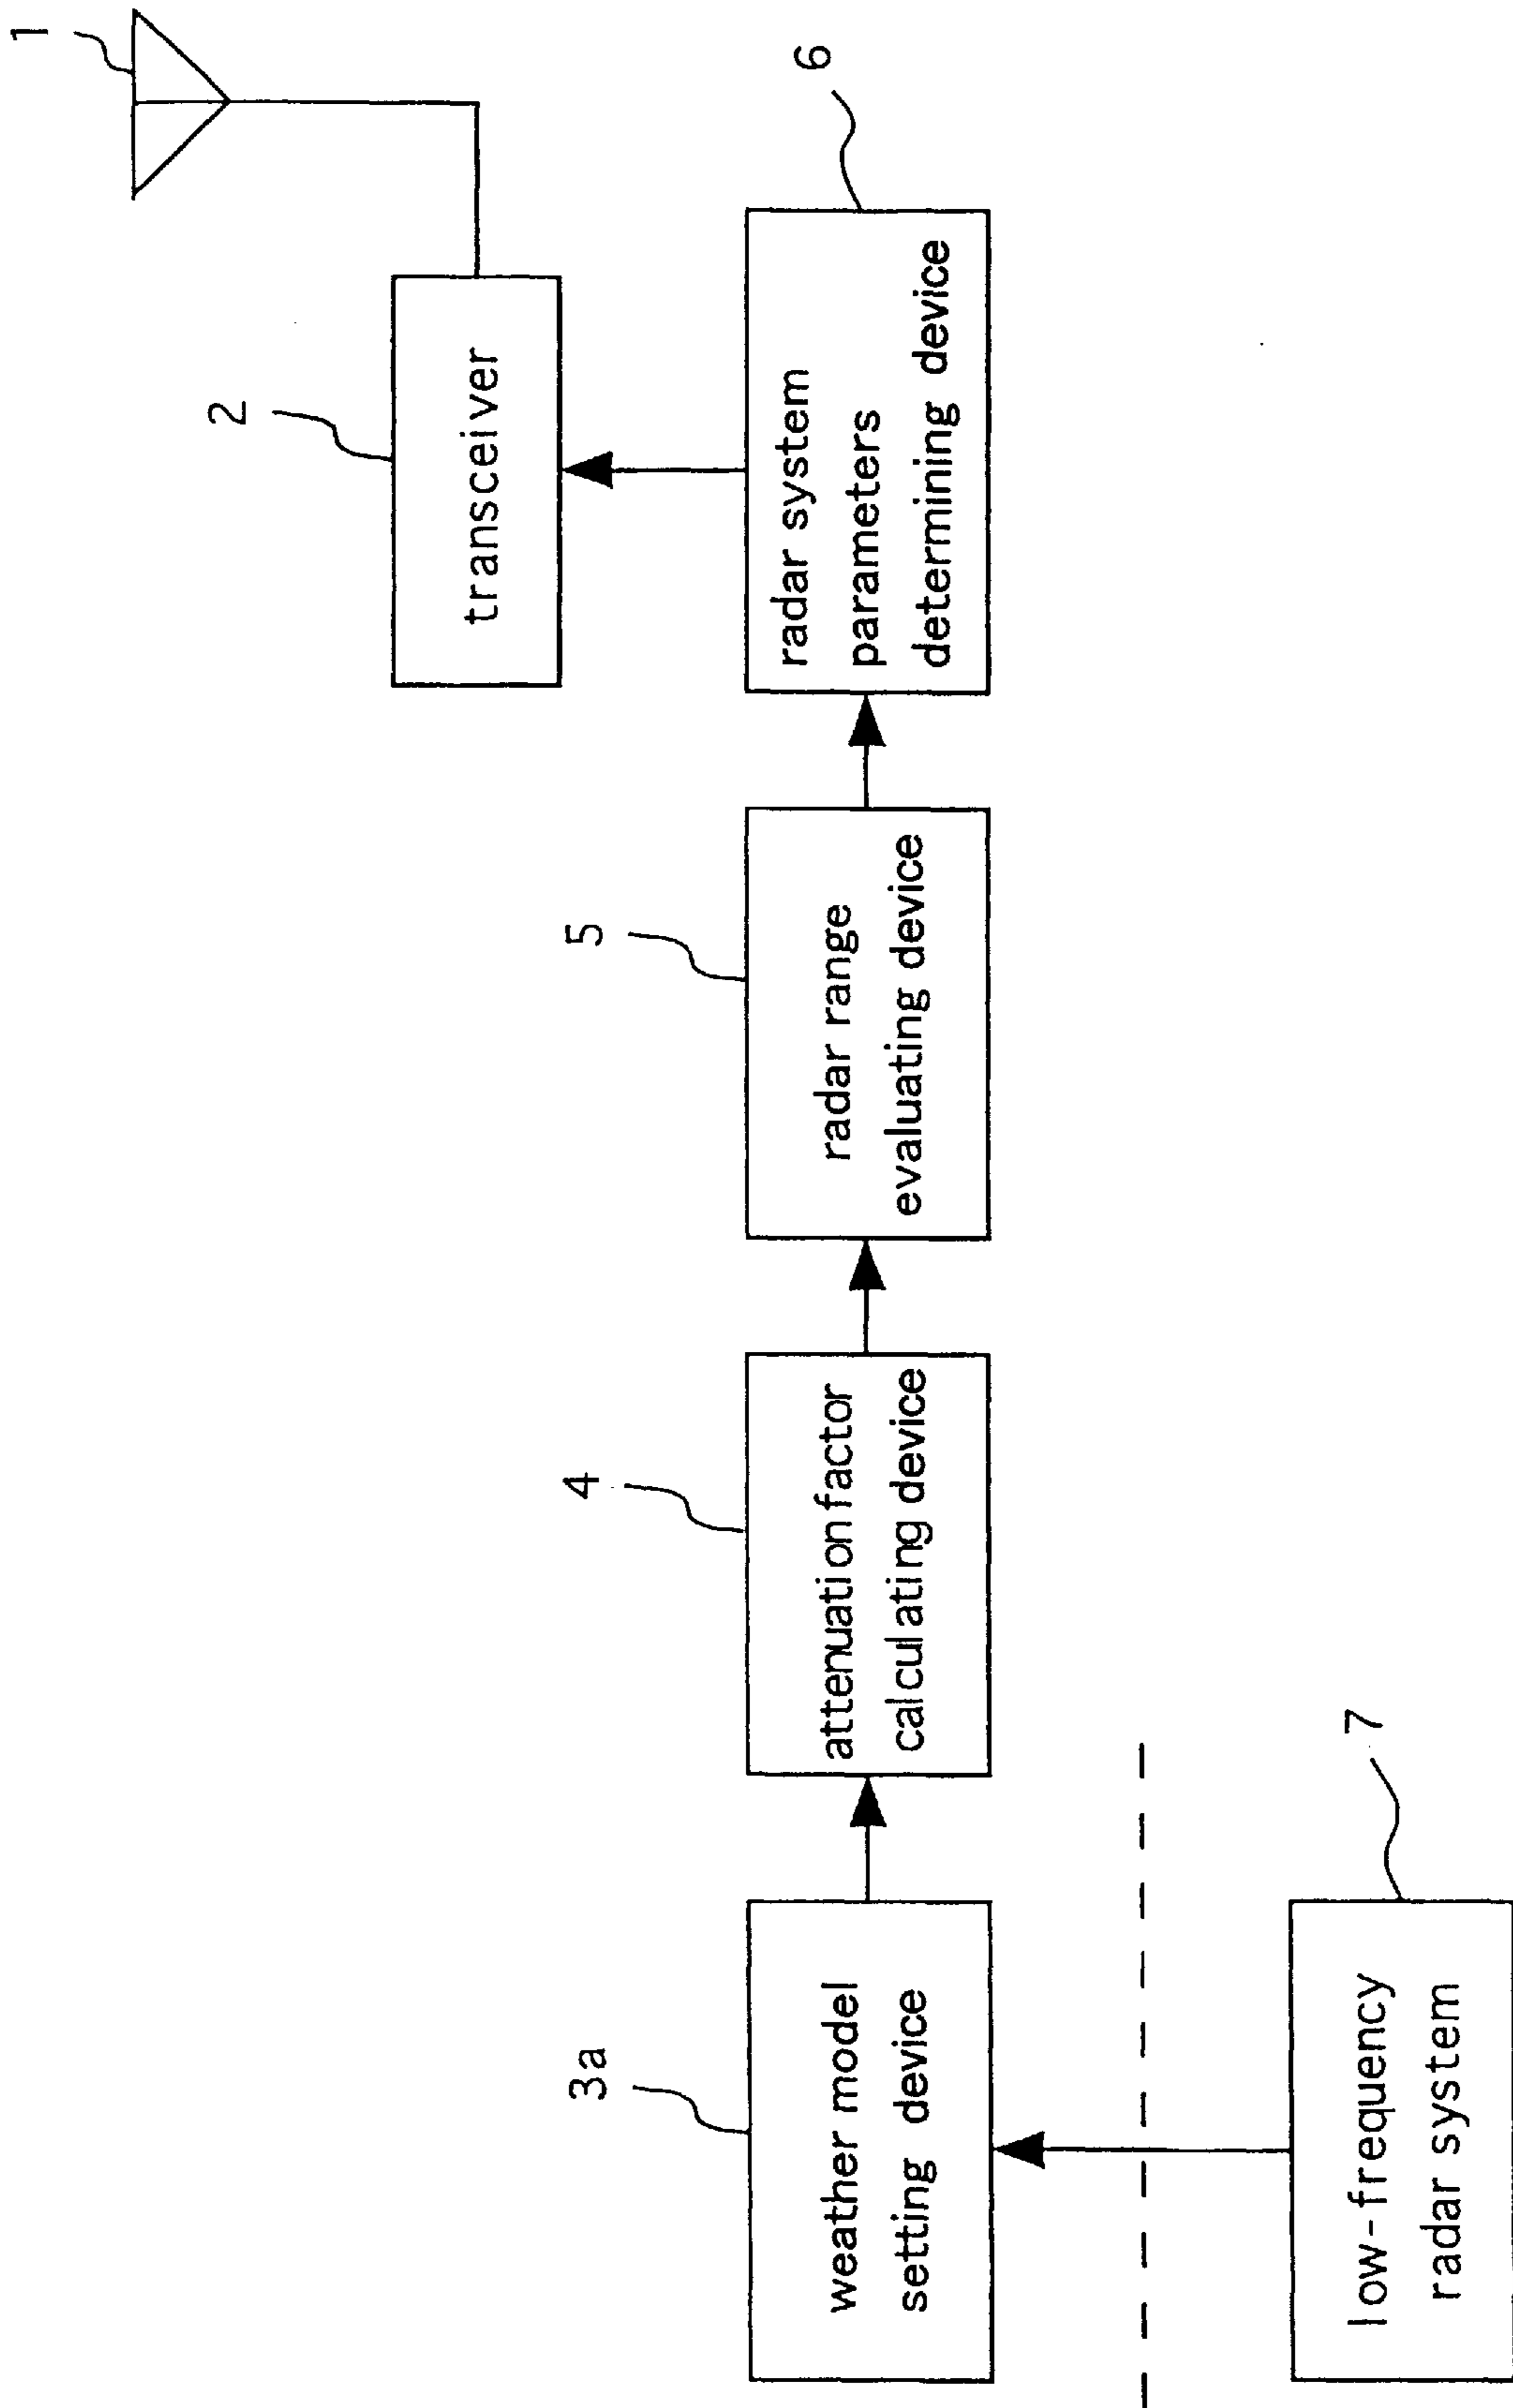 1
2
transceiver
6
radar system
parameters
determining device
5
radar range
evaluating device
4
attenuation factor
calculating device
3a
weather model
setting device
7
low-frequency
radar system